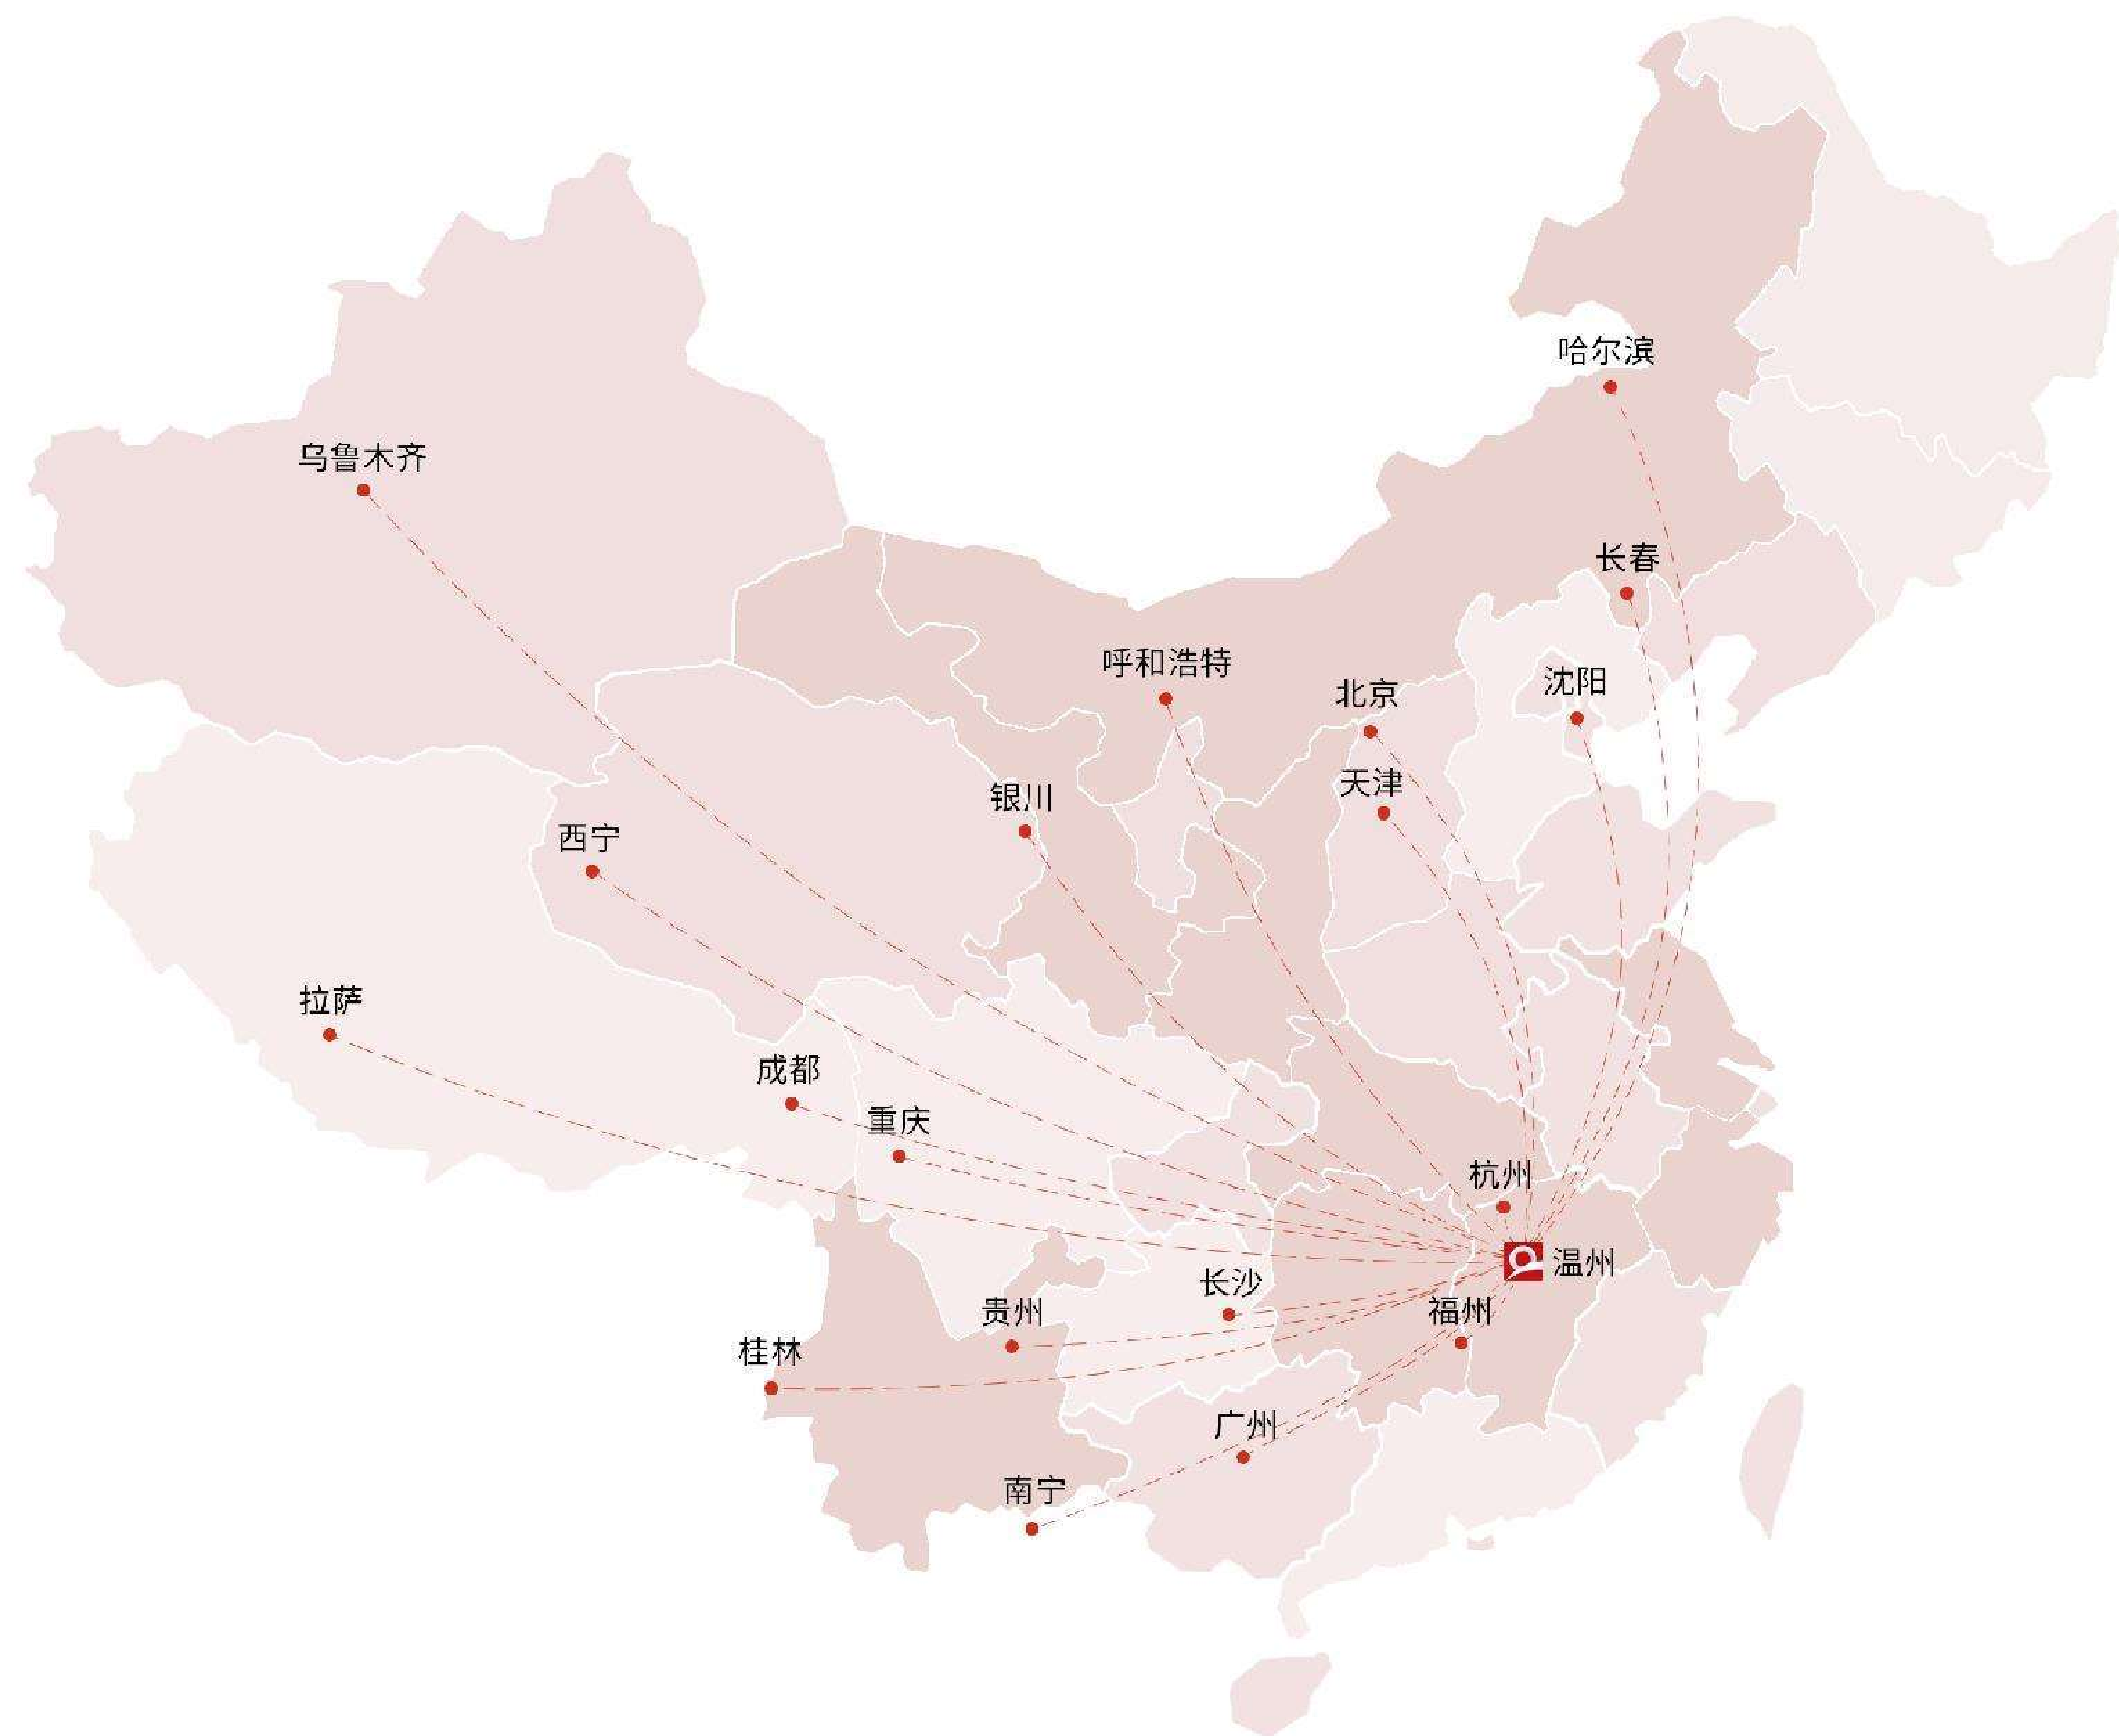 哈尔滨
乌鲁木齐
长春
呼和浩特
沈阳
北京
天津
银川
西宁
拉萨
成都
重庆
杭州
温州
长沙
福州
贵州
桂林
广州
南宁